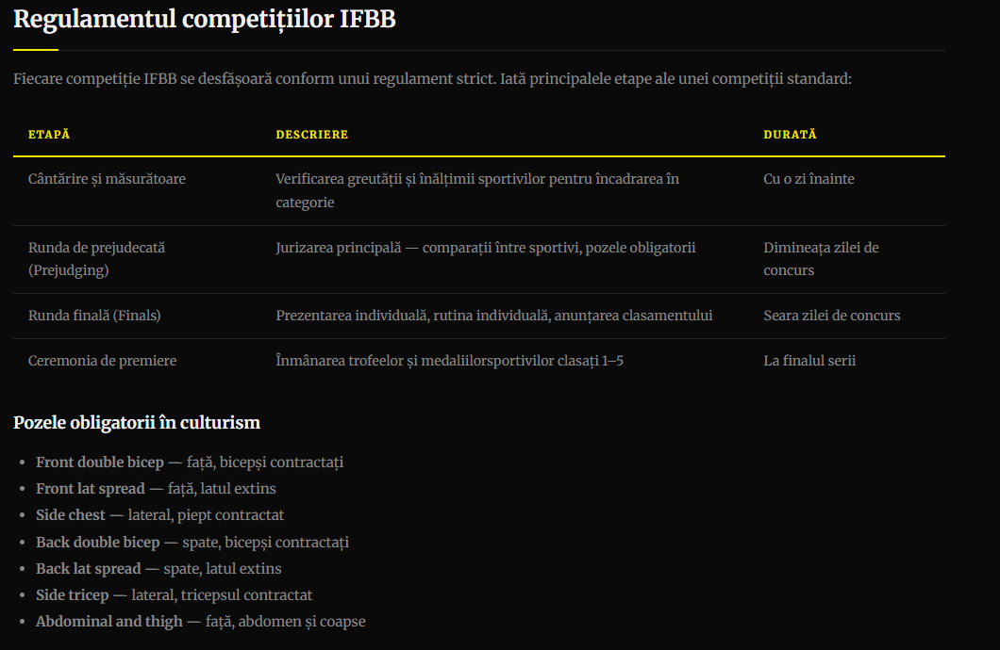 Regulamentul competițiilor IFBB
Fiecare competiție IFBB se desfășoară conform unui regulament strict. Iată principalele etape ale unei competiții standard:
ETAPĂ DESCRIERE DURATĂ
Cântărire și măsurătoare Verificarea greutății și înălțimii sportivilor pentru încadrarea în Cu o zi înainte
categorie
Runda de prejudecată Jurizarea principală — comparații între sportivi, pozele obligatorii Dimineața zilei de
(Prejudging) concurs
Runda finală (Finals) Prezentarea individuală, rutina individuală, anunțarea clasamentului Seara zilei de concurs
Ceremonia de premiere Înmânarea trofeelor și medaliilorsportivilor clasați 1–5 La finalul serii
Pozele obligatorii în culturism
• Front double bicep — față, bicepși contractați
• Front lat spread — față, latul extins
• Side chest — lateral, piept contractat
• Back double bicep — spate, bicepși contractați
• Back lat spread — spate, latul extins
• Side tricep — lateral, tricepsul contractat
• Abdominal and thigh — față, abdomen și coapse